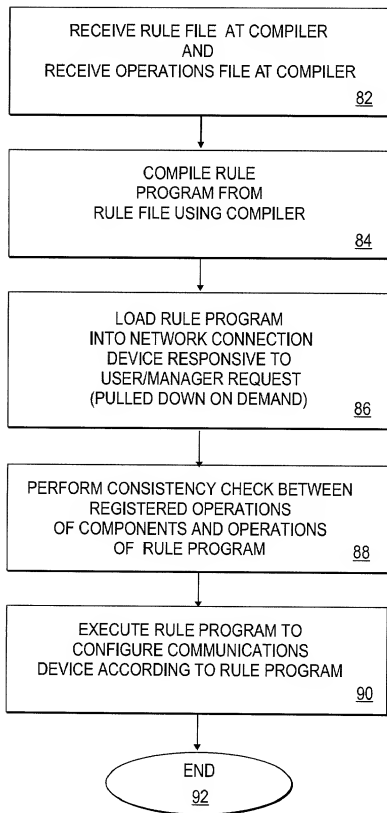 RECEIVE RULE FILE AT COMPILER
AND
RECEIVE OPERATIONS FILE AT COMPILER
82
COMPILE RULE
PROGRAM FROM
RULE FILE USING COMPILER
84
LOAD RULE PROGRAM
INTO NETWORK CONNECTION
DEVICE RESPONSIVE TO
USER/MANAGER REQUEST
(PULLED DOWN ON DEMAND)
86
PERFORM CONSISTENCY CHECK BETWEEN
REGISTERED OPERATIONS
OF COMPONENTS AND OPERATIONS
OF RULE PROGRAM
88
EXECUTE RULE PROGRAM TO
CONFIGURE COMMUNICATIONS
DEVICE ACCORDING TO RULE PROGRAM
90
END
92